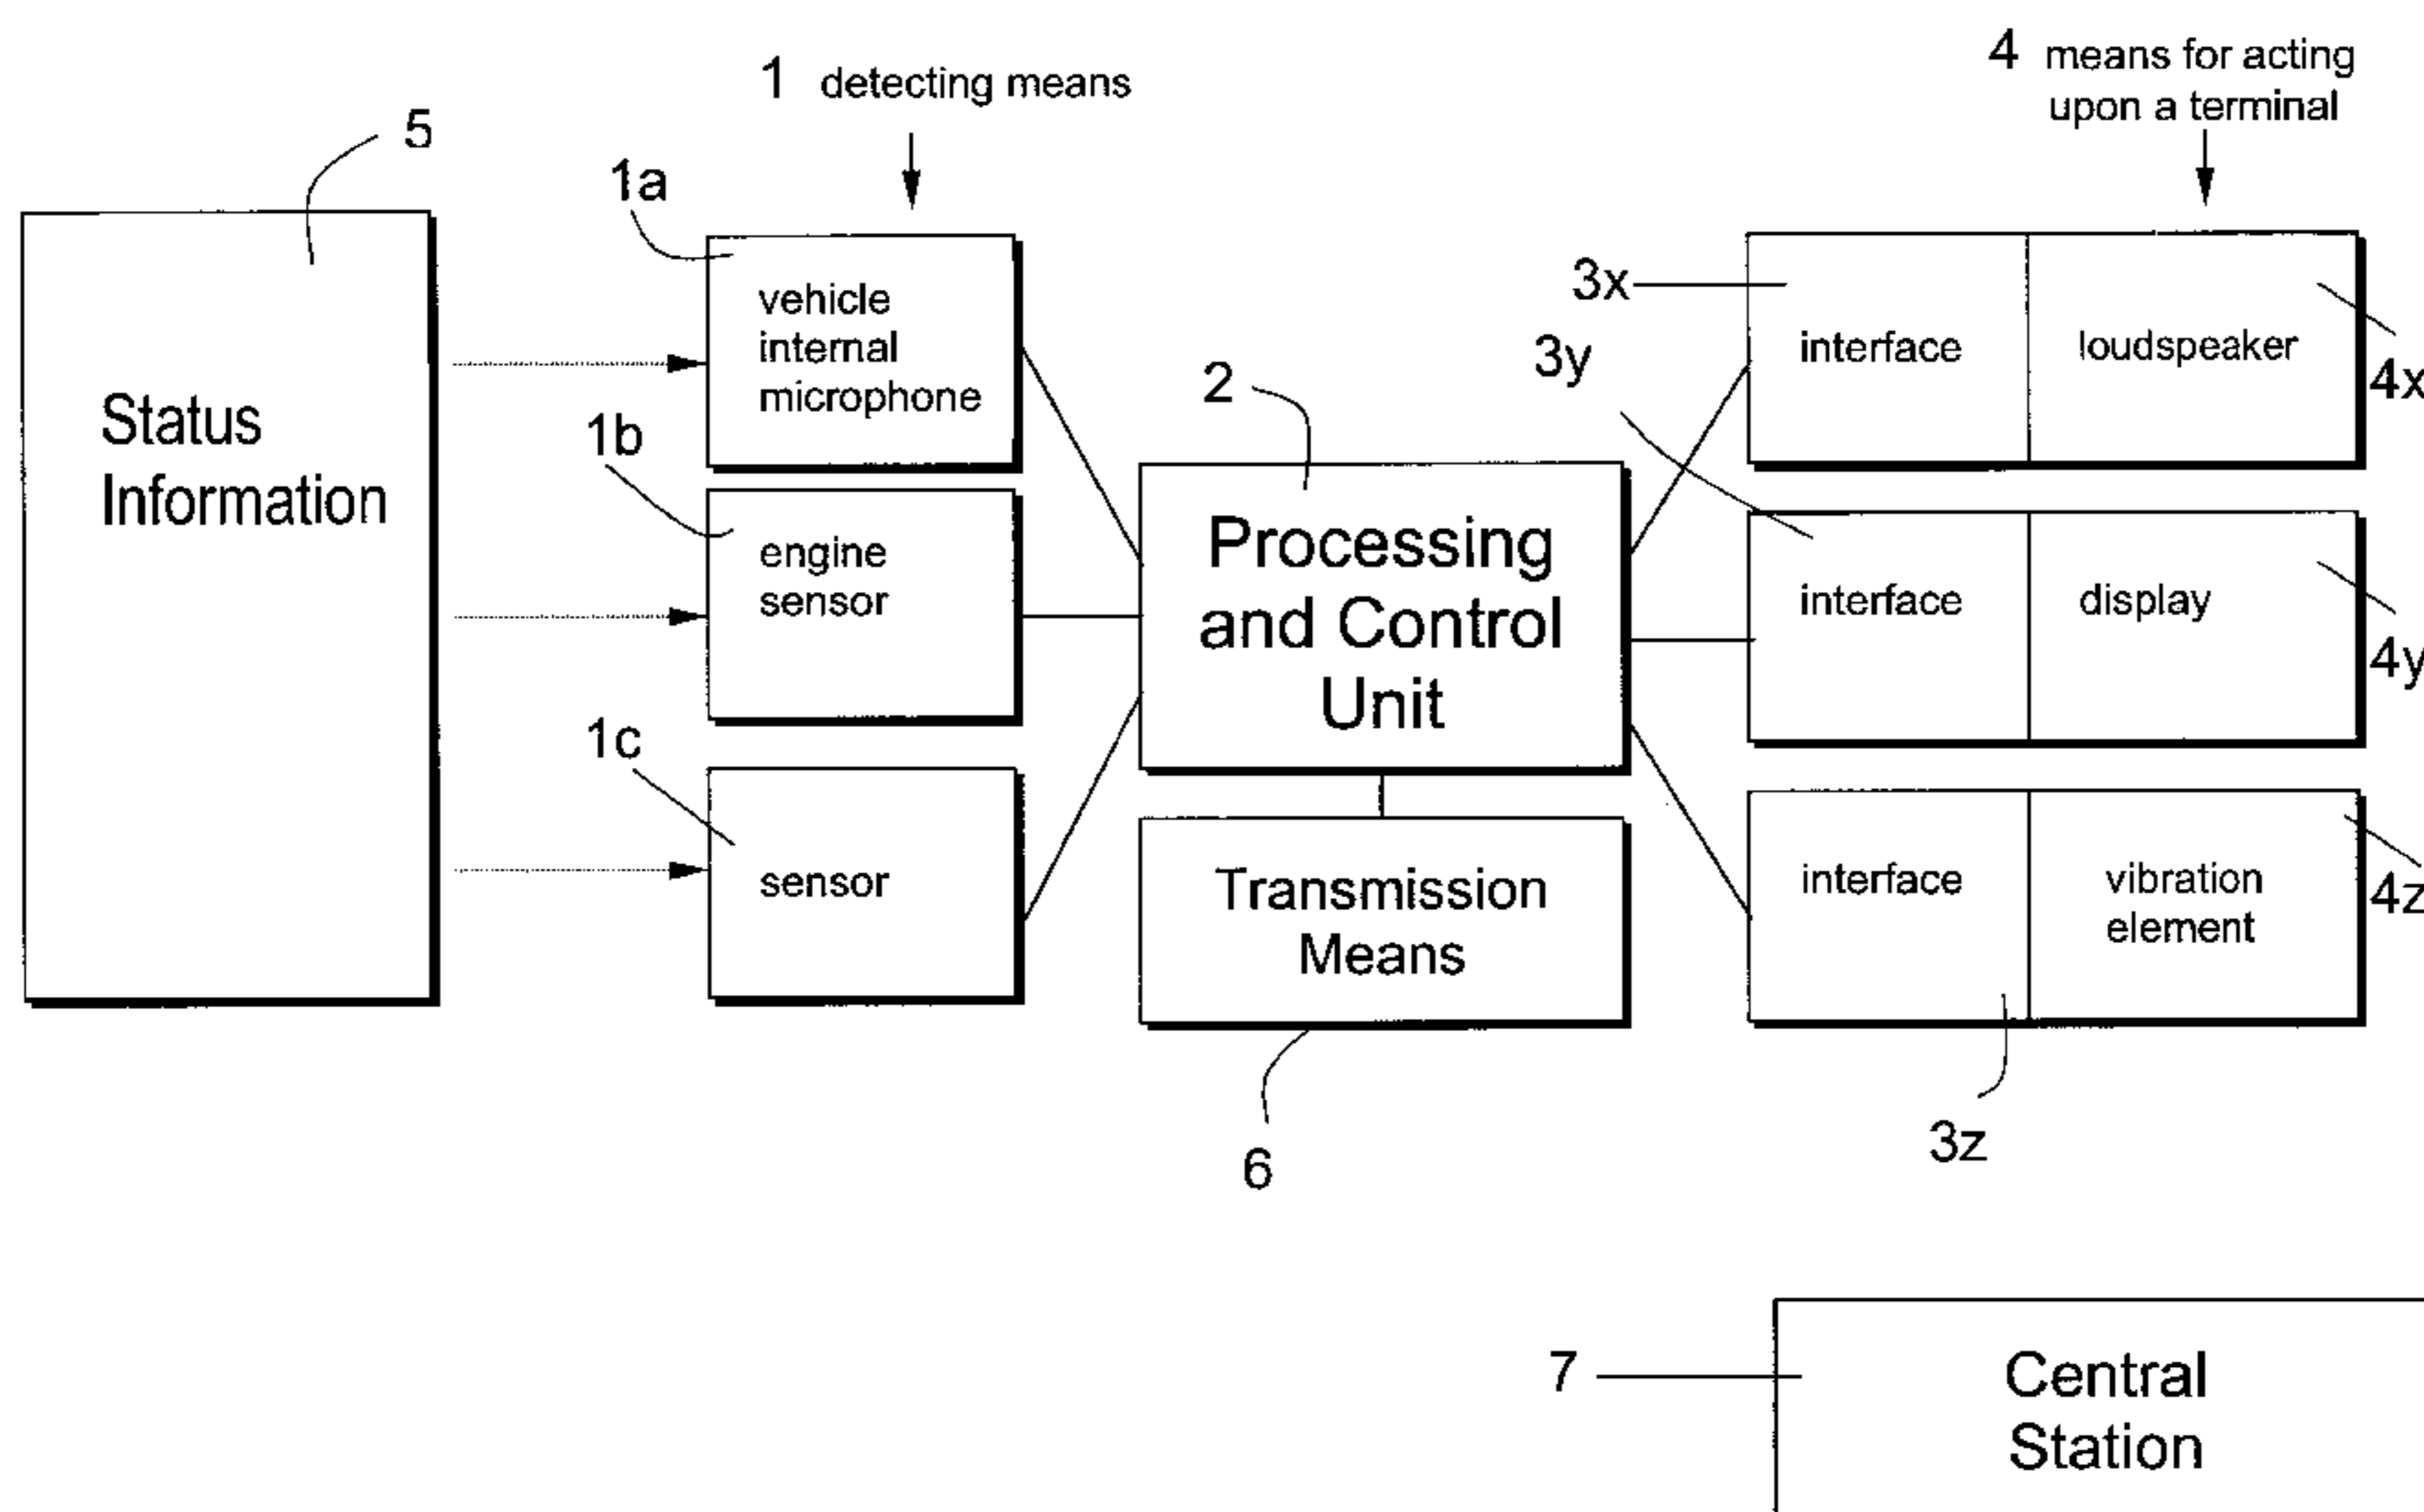 1 detecting means
4 means for acting
upon a terminal
5
1a
Status
Information
vehicle
internal
microphone
1b
engine
sensor
1c
sensor
2
Processing
and Control
Unit
Transmission
Means
6
3x
interface
loudspeaker
4x
3y
interface
display
4y
interface
vibration
element
4z
3z
7
Central
Station